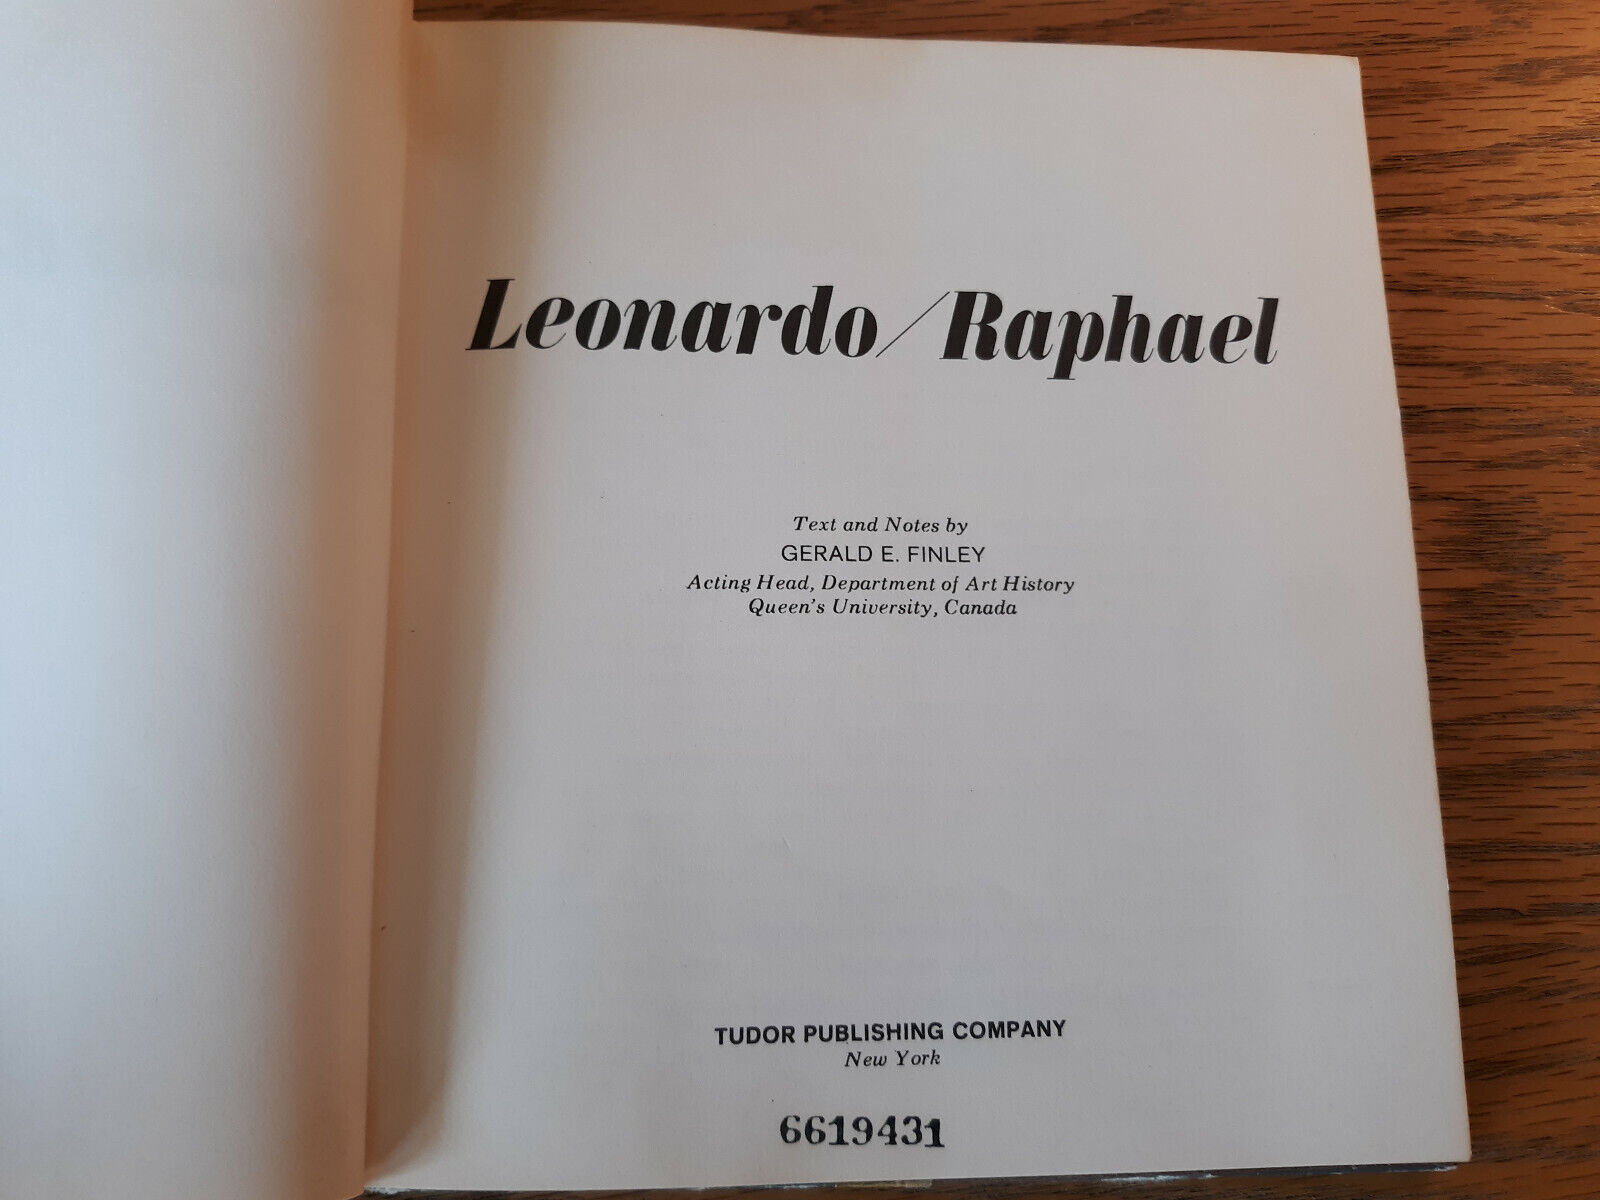 Leonardo/Raphael
Text and Notes by
GERALD E. FINLEY
Acting Head, Department of Art History
Queen's University, Canada
TUDOR PUBLISHING COMPANY
New York
6619431